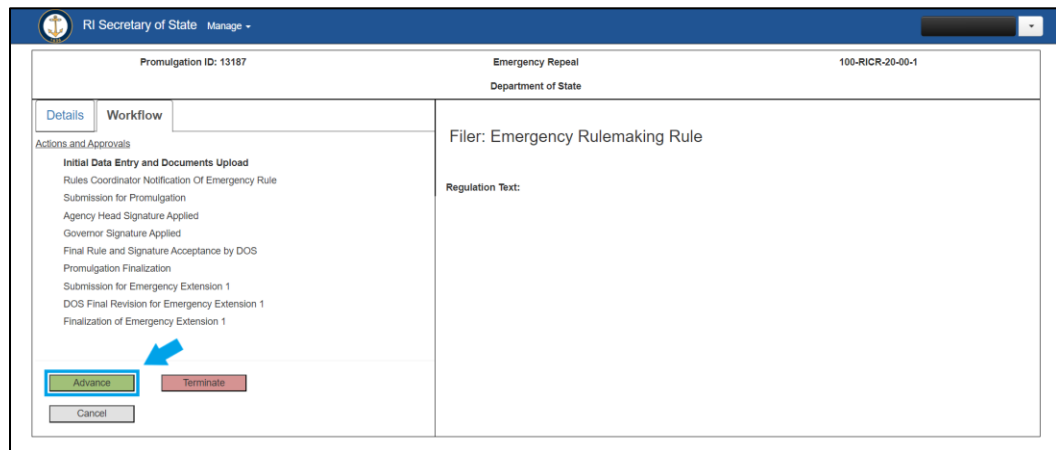 RI Secretary of State Manage
Promulgation ID: 13187
Emergency Repeal
100-RICR-20-00-1
Department of State
Details
Workflow
Actions and Approvals
Initial Data Entry and Documents Upload
Rules Coordinator Notification Of Emergency Rule
Submission for Promulgation
Agency Head Signature Applied
Governor Signature Applied
Final Rule and Signature Acceptance by DOS
Promulgation Finalization
Submission for Emergency Extension 1
DOS Final Revision for Emergency Extension 1
Finalization of Emergency Extension 1
Advance
Terminate
Cancel
Filer: Emergency Rulemaking Rule
Regulation Text: